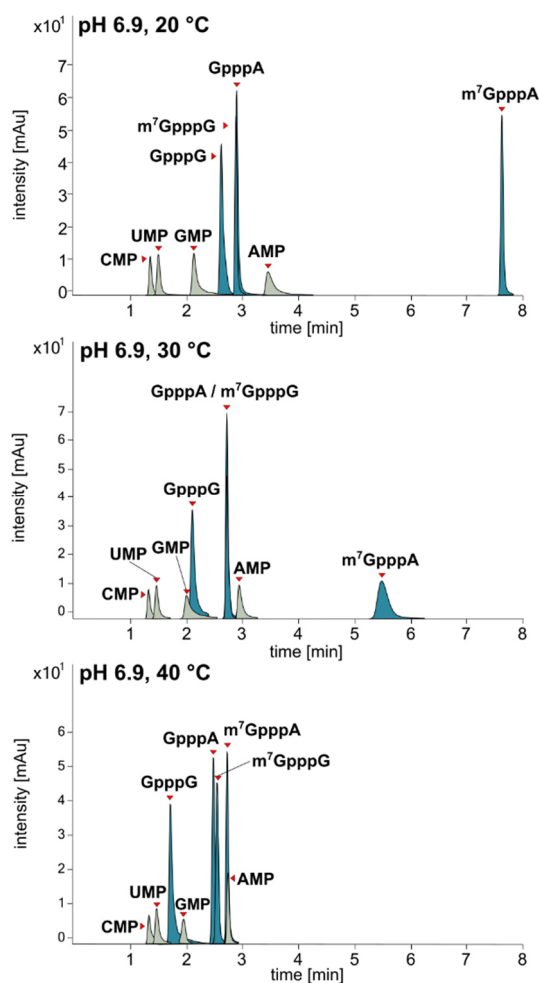 x10¹ pH 6.9, 20 °C
GpppA
m⁷GpppA
m⁷GpppG
GpppG
UMP GMP AMP
CMP
intensity [mAu]
7
6
5
4
3
2
1
0
1 2 3 4 5 6 7 8
time [min]
x10¹ pH 6.9, 30 °C
GpppA / m⁷GpppG
GpppG
UMP GMP AMP m⁷GpppA
CMP
intensity [mAu]
7
6
5
4
3
2
1
0
1 2 3 4 5 6 7 8
time [min]
x10¹ pH 6.9, 40 °C
GpppA m⁷GpppA
m⁷GpppG
GpppG
UMP GMP AMP
CMP
intensity [mAu]
6
5
4
3
2
1
0
1 2 3 4 5 6 7 8
time [min]